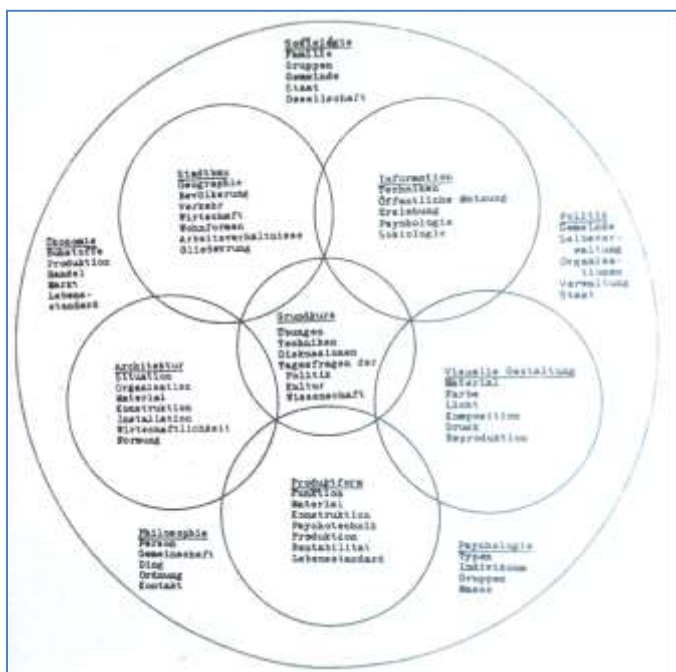 Soziologie
Familie
Gruppen
Gemeinde
Staat
Gesellschaft
Stadtbau
Geographie
Bevölkerung
Verkehr
Wirtschaft
Wohnformen
Arbeitsverhältnisse
Gliederung
Information
Techniken
Öffentliche Meinung
Erziehung
Psychologie
Soziologie
Ökonomie
Rohstoffe
Produktion
Handel
Markt
Lebens-
standard
Politik
Gemeinde
Selbstver-
waltung
Organisa-
tionen
Verwaltung
Staat
Grundkurs
Übungen
Techniken
Diskussionen
Tagesfragen der
Politik
Kultur
Wissenschaft
Architektur
Situation
Organisation
Material
Konstruktion
Installation
Wirtschaftlichkeit
Formung
Visuelle Gestaltung
Material
Farbe
Licht
Komposition
Druck
Reproduktion
Produktform
Funktion
Material
Konstruktion
Psychotechnik
Produktion
Rentabilität
Lebensstandard
Philosophie
Person
Gemeinschaft
Ding
Ordnung
Kontakt
Psychologie
Typen
Individuum
Gruppen
Masse